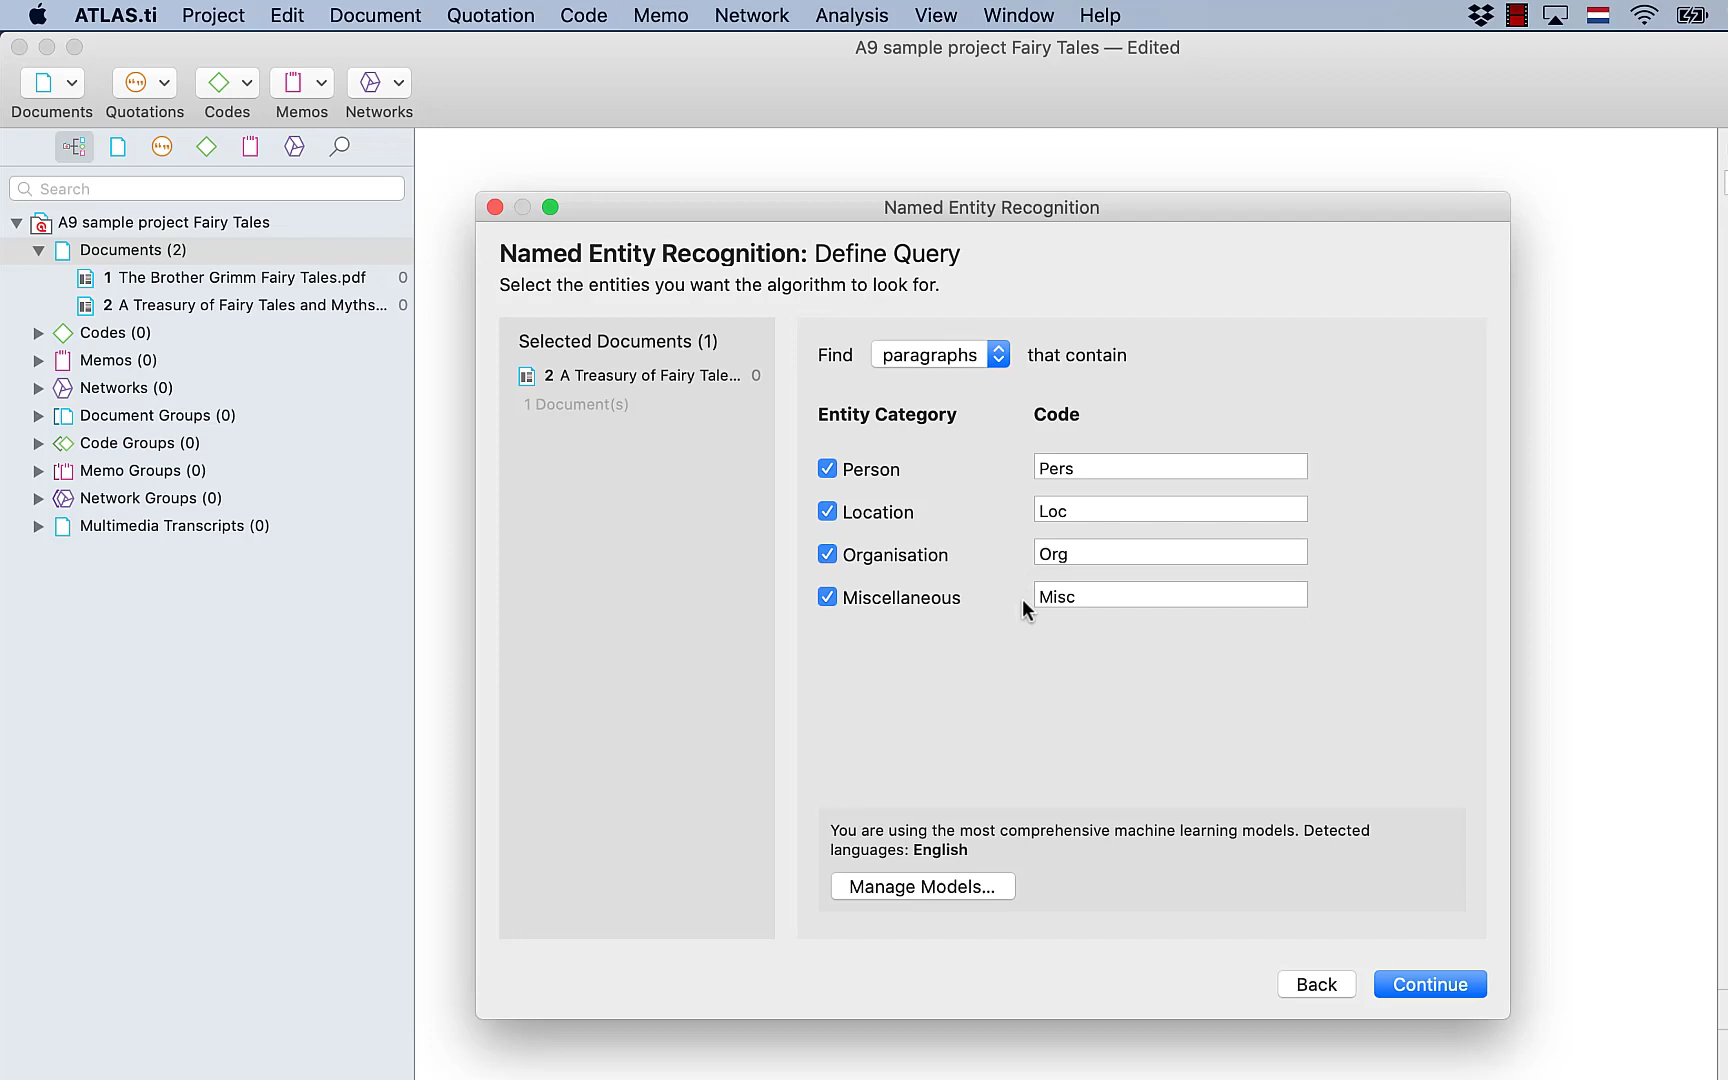 ATLAS.ti Project Edit Document Quotation Code Memo Network Analysis View Window Help
A9 sample project Fairy Tales — Edited
Documents Quotations Codes Memos Networks
Search
A9 sample project Fairy Tales
Documents (2)
1 The Brother Grimm Fairy Tales.pdf 0
2 A Treasury of Fairy Tales and Myths... 0
Codes (0)
Memos (0)
Networks (0)
Document Groups (0)
Code Groups (0)
Memo Groups (0)
Network Groups (0)
Multimedia Transcripts (0)
Named Entity Recognition
Named Entity Recognition: Define Query
Select the entities you want the algorithm to look for.
Selected Documents (1)
2 A Treasury of Fairy Tale... 0
1 Document(s)
Find paragraphs that contain
Entity Category Code
Person Pers
Location Loc
Organisation Org
Miscellaneous Misc
You are using the most comprehensive machine learning models. Detected
languages: English
Manage Models...
Back Continue